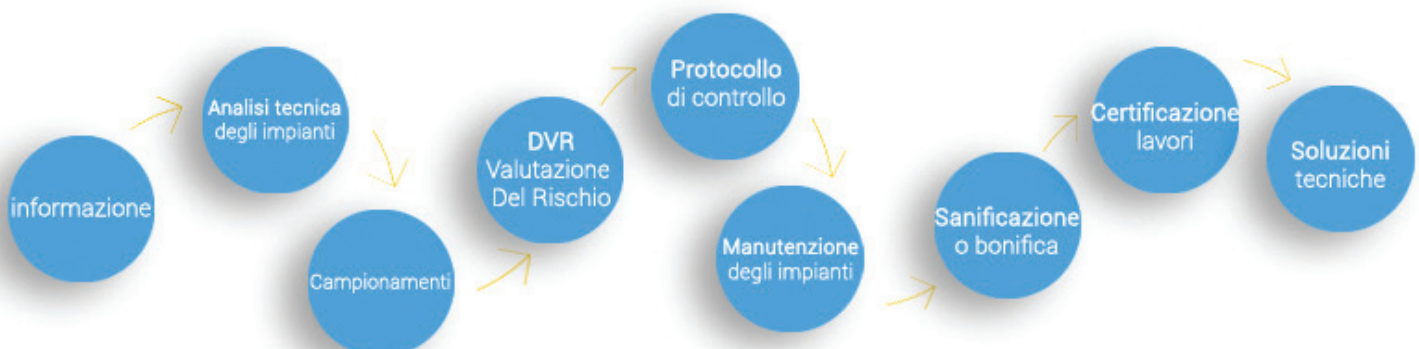 informazione
Analisi tecnica
degli impianti
Campionamenti
DVR
Valutazione
Del Rischio
Protocollo
di controllo
Manutenzione
degli impianti
Sanificazione
o bonifica
Certificazione
lavori
Soluzioni
tecniche